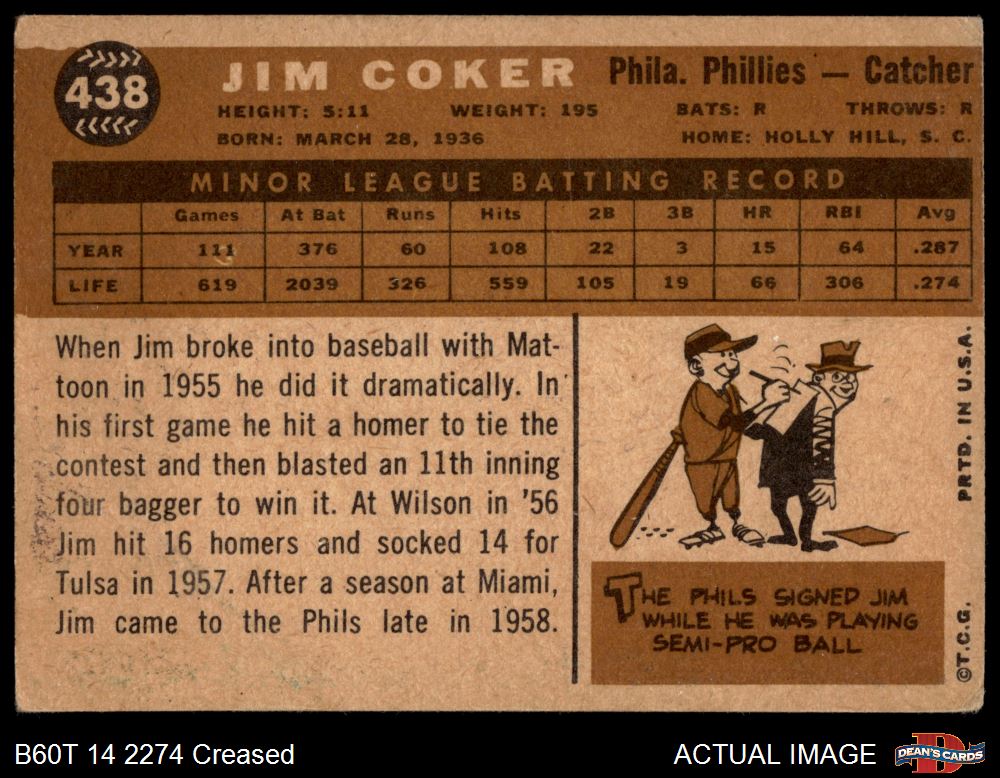 438
JIM COKER Phila. Phillies — Catcher
HEIGHT: 5:11 WEIGHT: 195 BATS: R THROWS: R
BORN: MARCH 28, 1936 HOME: HOLLY HILL, S. C.
MINOR LEAGUE BATTING RECORD
Games At Bat Runs Hits 2B 3B HR RBI Avg
YEAR 111 376 60 108 22 3 15 64 .287
LIFE 619 2039 326 559 105 19 66 306 .274
When Jim broke into baseball with Mat-
toon in 1955 he did it dramatically. In
his first game he hit a homer to tie the
contest and then blasted an 11th inning
four bagger to win it. At Wilson in '56
Jim hit 16 homers and socked 14 for
Tulsa in 1957. After a season at Miami,
Jim came to the Phils late in 1958.
THE PHILS SIGNED JIM
WHILE HE WAS PLAYING
SEMI-PRO BALL
©T.C.G. PRTD. IN U.S.A.
B60T 14 2274 Creased
ACTUAL IMAGE
DEAN'S CARDS